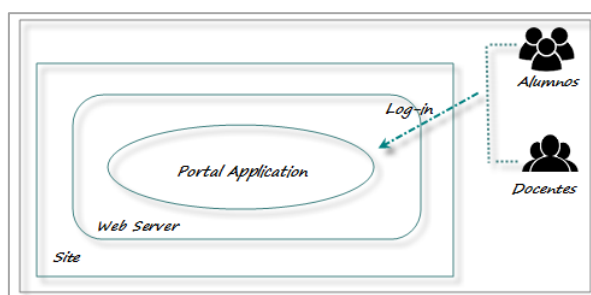 Alumnos
Log-in
Portal Application
Docentes
Web Server
Site